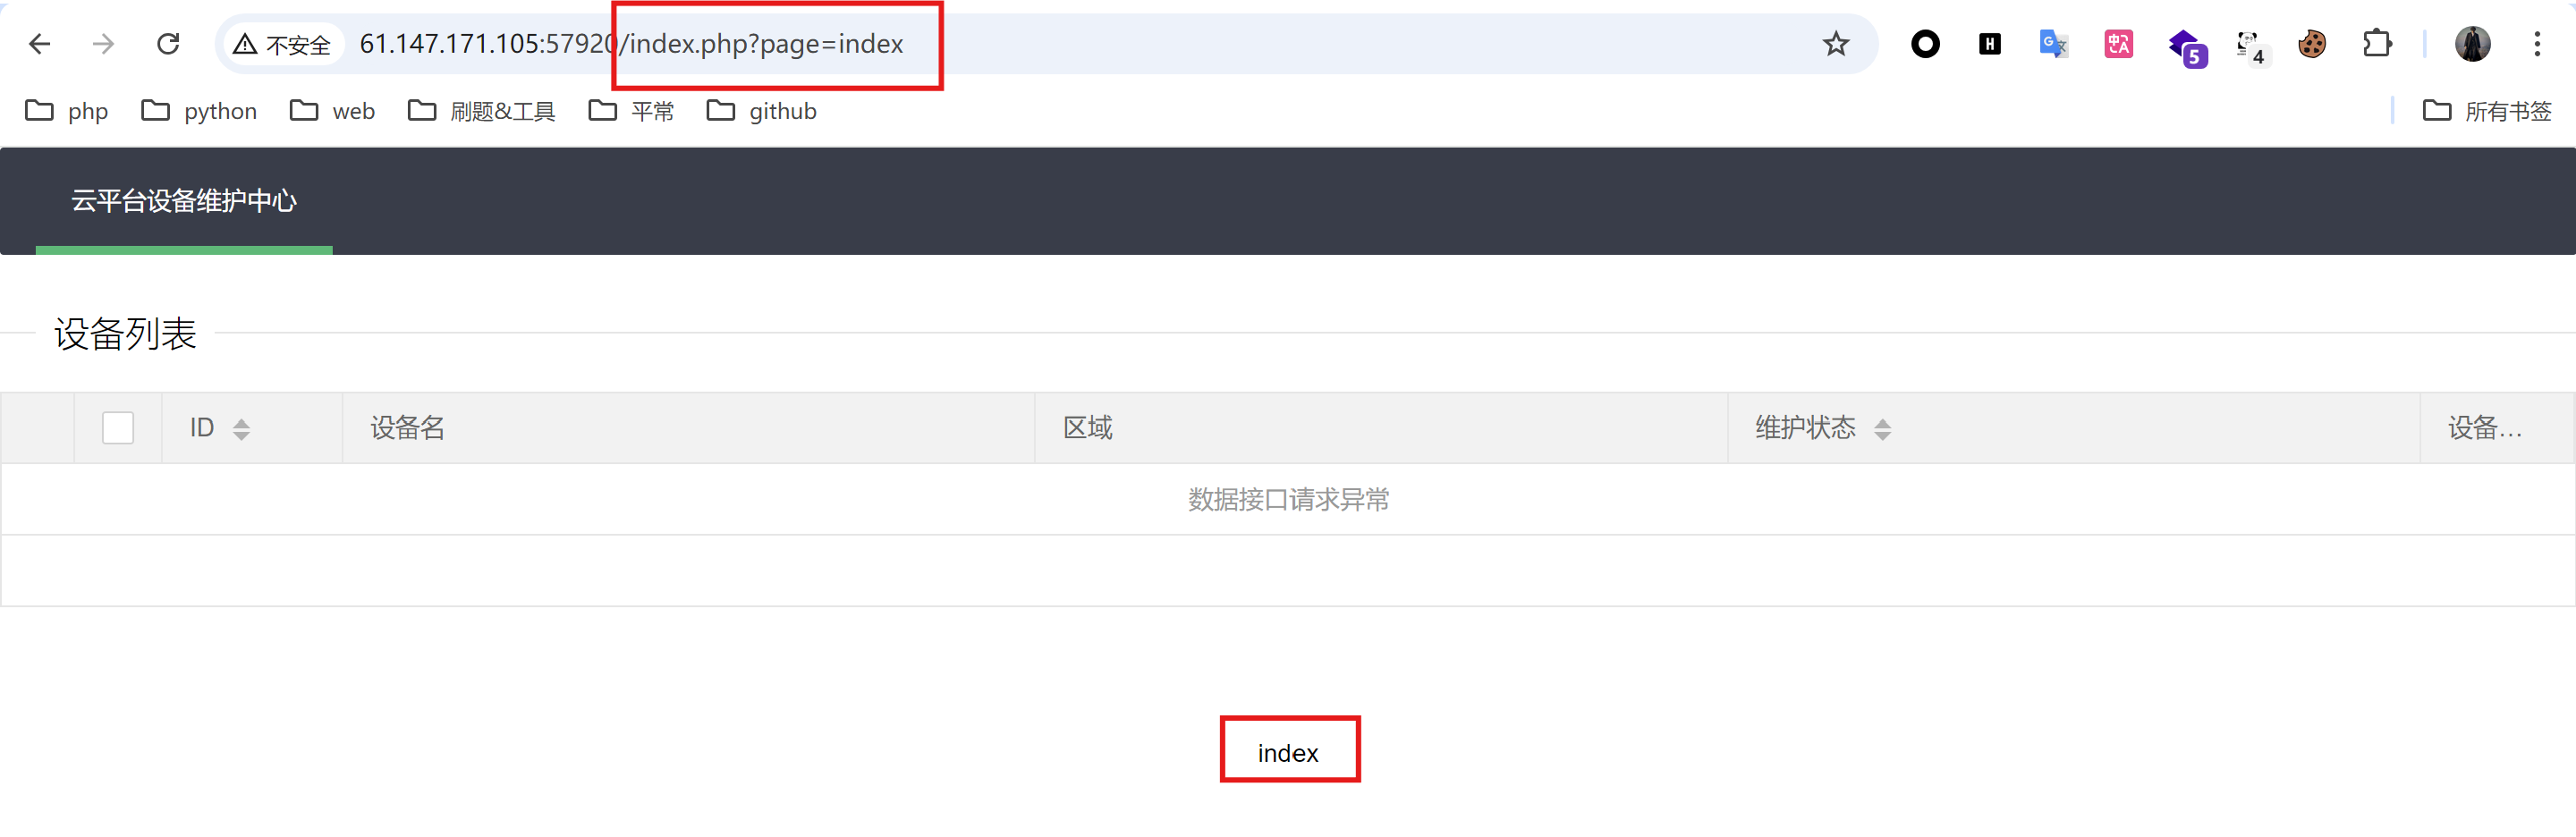 不安全 61.147.171.105:57920/index.php?page=index
5 4
php python web 刷题&工具 平常 github 所有书签
云平台设备维护中心
设备列表
ID 设备名 区域 维护状态 设备...
数据接口请求异常
index